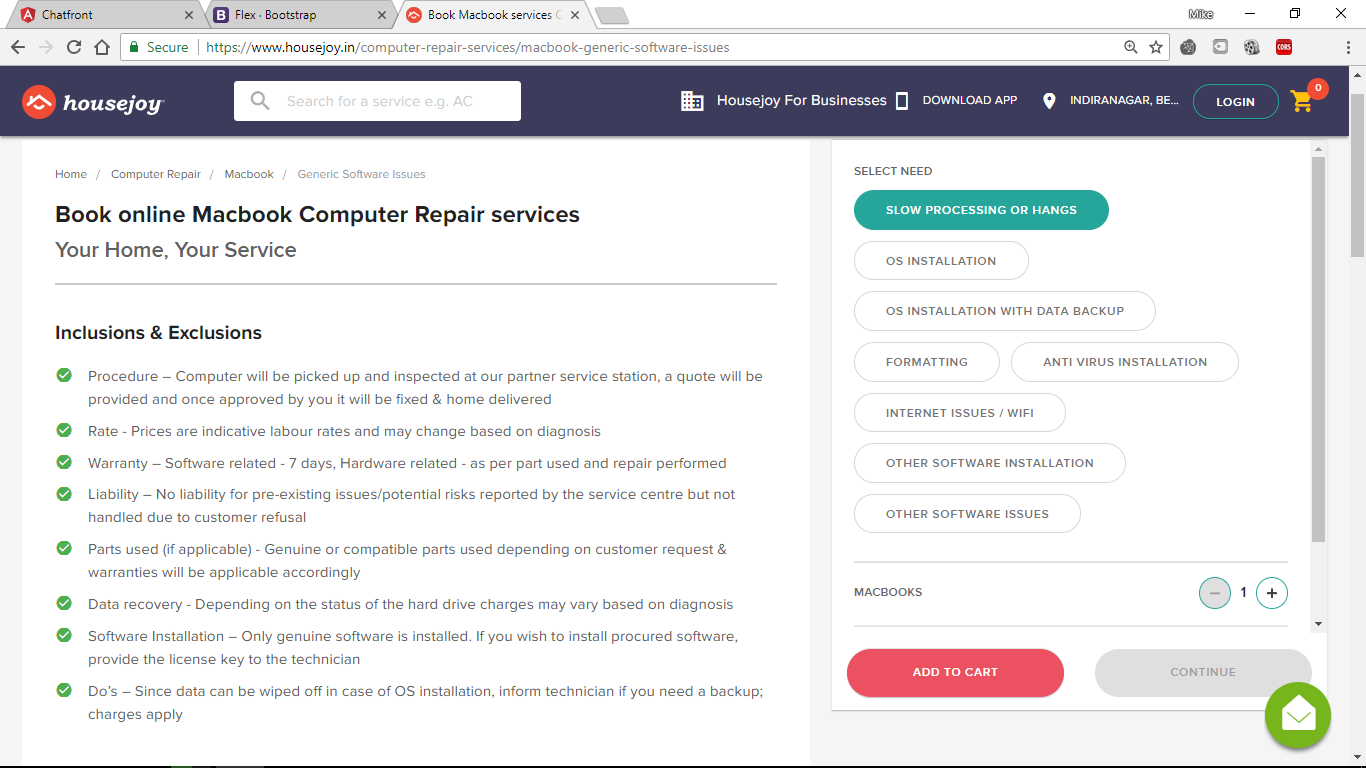 Chatfront
Flex · Bootstrap
Book Macbook services
Mike
Secure
https://www.housejoy.in/computer-repair-services/macbook-generic-software-issues
CORS
housejoy
Search for a service e.g. AC
Housejoy For Businesses
DOWNLOAD APP
INDIRANAGAR, BE...
LOGIN
0
Home / Computer Repair / Macbook / Generic Software Issues
Book online Macbook Computer Repair services
Your Home, Your Service
Inclusions & Exclusions
Procedure – Computer will be picked up and inspected at our partner service station, a quote will be
provided and once approved by you it will be fixed & home delivered
Rate - Prices are indicative labour rates and may change based on diagnosis
Warranty – Software related - 7 days, Hardware related - as per part used and repair performed
Liability – No liability for pre-existing issues/potential risks reported by the service centre but not
handled due to customer refusal
Parts used (if applicable) - Genuine or compatible parts used depending on customer request &
warranties will be applicable accordingly
Data recovery - Depending on the status of the hard drive charges may vary based on diagnosis
Software Installation – Only genuine software is installed. If you wish to install procured software,
provide the license key to the technician
Do's – Since data can be wiped off in case of OS installation, inform technician if you need a backup;
charges apply
SELECT NEED
SLOW PROCESSING OR HANGS
OS INSTALLATION
OS INSTALLATION WITH DATA BACKUP
FORMATTING
ANTI VIRUS INSTALLATION
INTERNET ISSUES / WIFI
OTHER SOFTWARE INSTALLATION
OTHER SOFTWARE ISSUES
MACBOOKS
− 1 +
ADD TO CART
CONTINUE